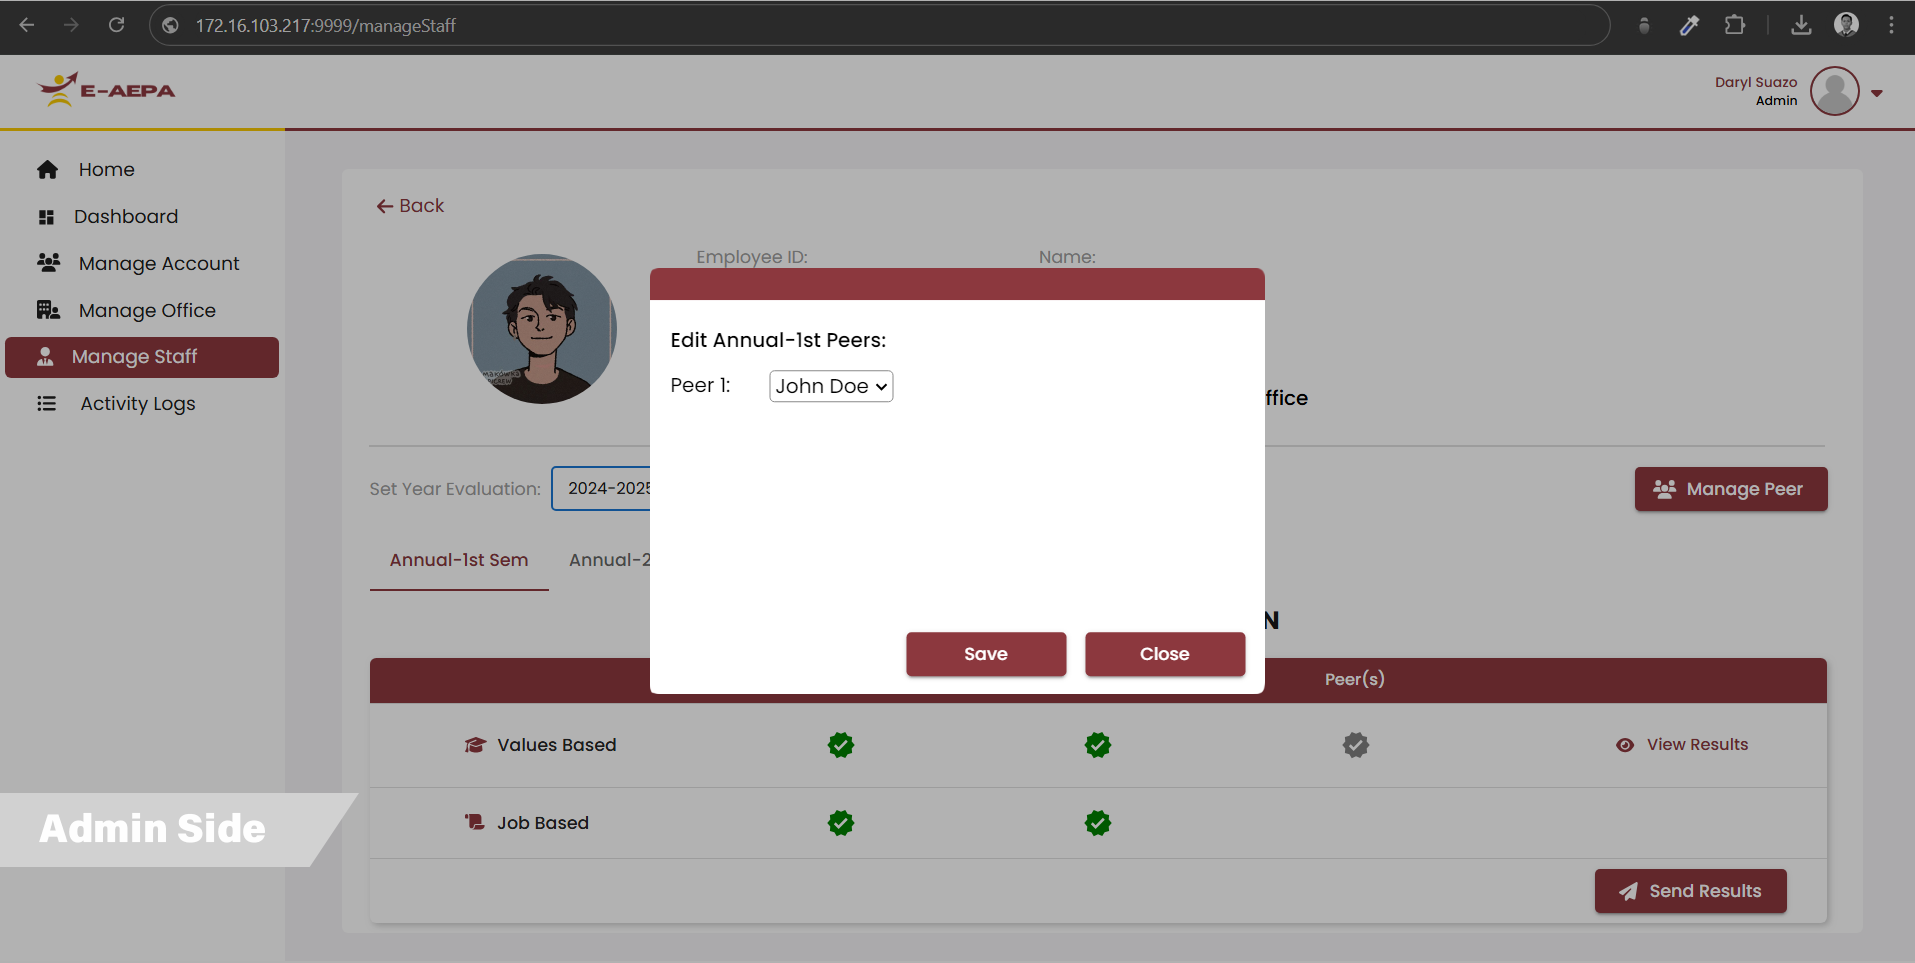 172.16.103.217:9999/manageStaff
E-AEPA
Daryl Suazo
Admin
Home
Dashboard
Manage Account
Manage Office
Manage Staff
Activity Logs
Back
Employee ID:
Name:
ffice
Edit Annual-1st Peers:
Peer 1:
John Doe
Set Year Evaluation:
2024-2025
Manage Peer
Annual-1st Sem
Annual-2
N
Save
Close
Peer(s)
Values Based
View Results
Job Based
Send Results
Admin Side